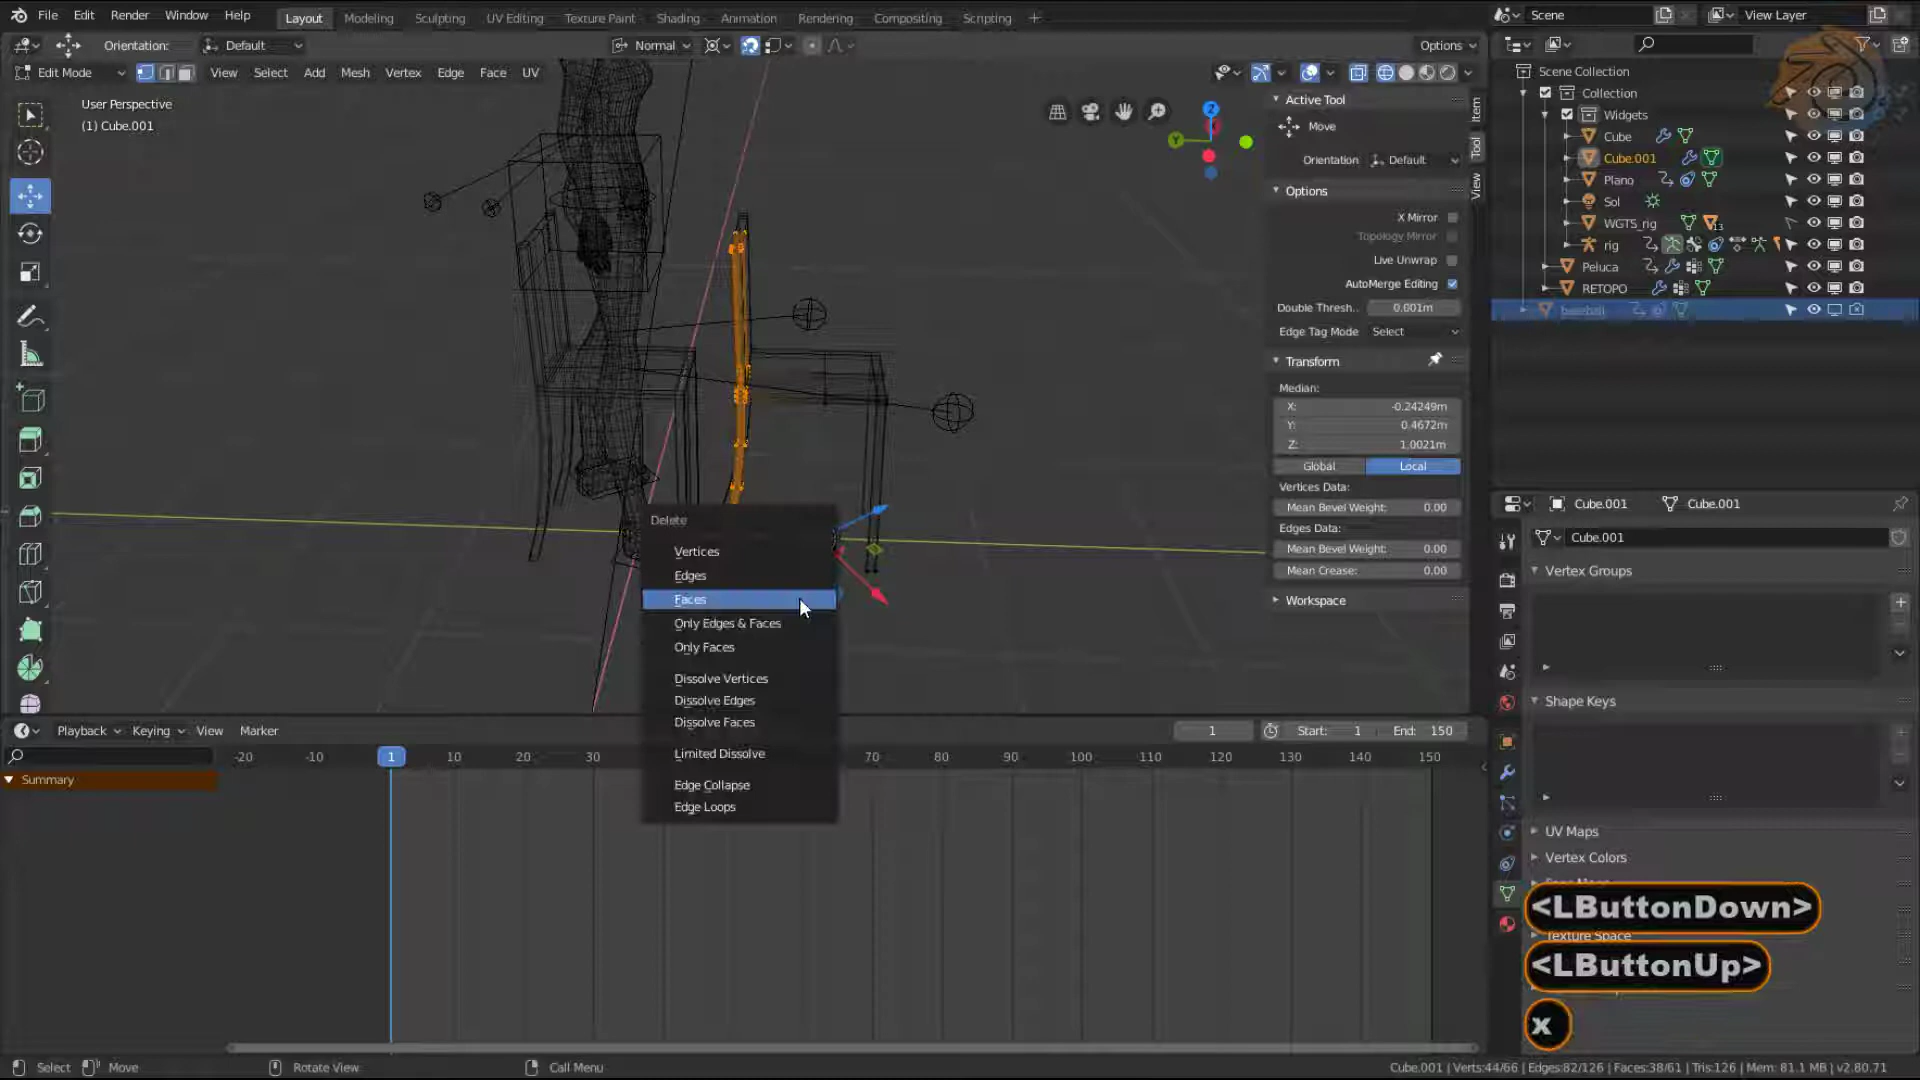 File Edit Render Window Help
Layout Modeling Sculpting UV Editing Texture Paint Shading Animation Rendering Compositing Scripting +
Scene View Layer
Orientation: Default Normal Options
Edit Mode View Select Add Mesh Vertex Edge Face UV
User Perspective
(1) Cube.001
Z
Y
Active Tool
Move
Orientation Default
Options
X Mirror
Topology Mirror
Live Unwrap
AutoMerge Editing
Double Thresh.. 0.001m
Edge Tag Mode Select
Transform
Median:
X: -0.24249m
Y: 0.4672m
Z: 1.0021m
Global Local
Vertices Data:
Mean Bevel Weight: 0.00
Edges Data:
Mean Bevel Weight: 0.00
Mean Crease: 0.00
Workspace
Item
Tool
View
Scene Collection
Collection
Widgets
Cube
Cube.001
Plano
Sol
WGTS_rig 13
rig
Peluca
RETOPO
baseball
Cube.001 Cube.001
Cube.001
Vertex Groups
Shape Keys
UV Maps
Vertex Colors
Texture Space
Delete
Vertices
Edges
Faces
Only Edges & Faces
Only Faces
Dissolve Vertices
Dissolve Edges
Dissolve Faces
Limited Dissolve
Edge Collapse
Edge Loops
Playback Keying View Marker 1 Start: 1 End: 150
-20 -10 1 10 20 30 70 80 90 100 110 120 130 140 150
Summary
<LButtonDown>
<LButtonUp>
x
Select Move Rotate View Call Menu
Cube.001 | Verts:44/66 | Edges:82/126 | Faces:38/61 | Tris:126 | Mem: 81.1 MB | v2.80.71